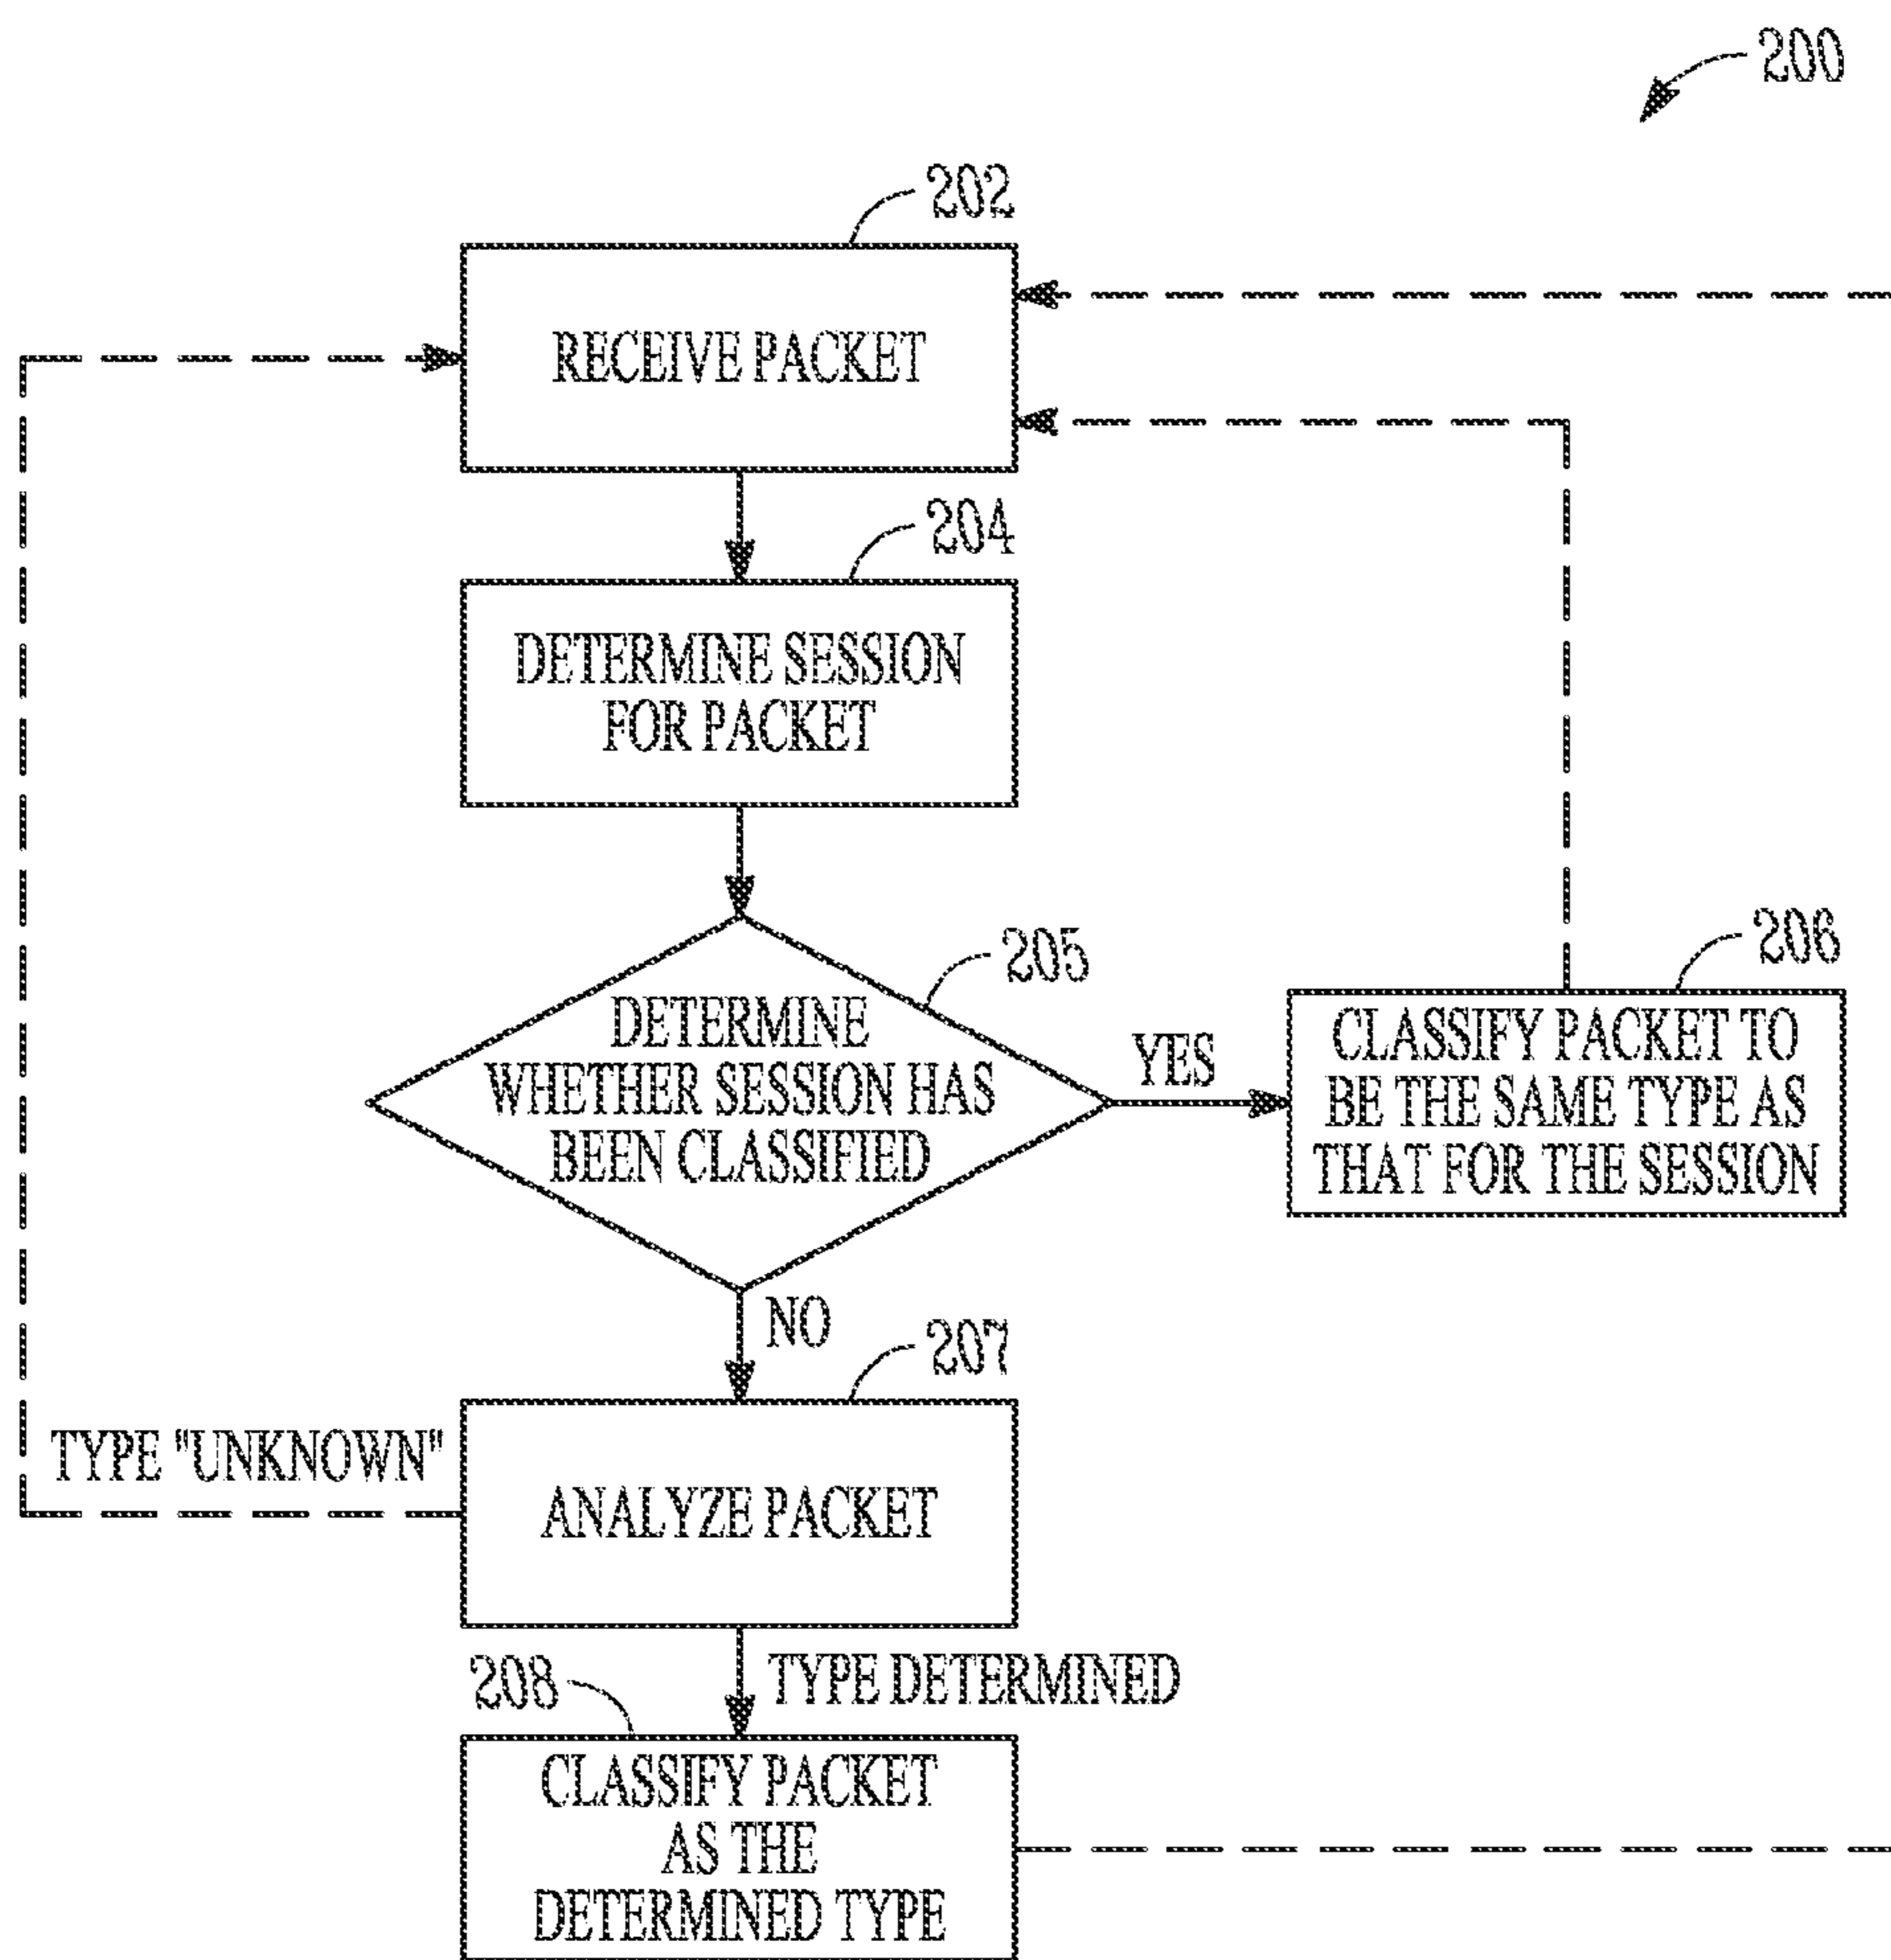 200
202
RECEIVE PACKET
204
DETERMINE SESSION
FOR PACKET
205
DETERMINE
WHETHER SESSION HAS
BEEN CLASSIFIED
YES
206
CLASSIFY PACKET TO
BE THE SAME TYPE AS
THAT FOR THE SESSION
NO
207
TYPE "UNKNOWN"
ANALYZE PACKET
TYPE DETERMINED
208
CLASSIFY PACKET
AS THE
DETERMINED TYPE